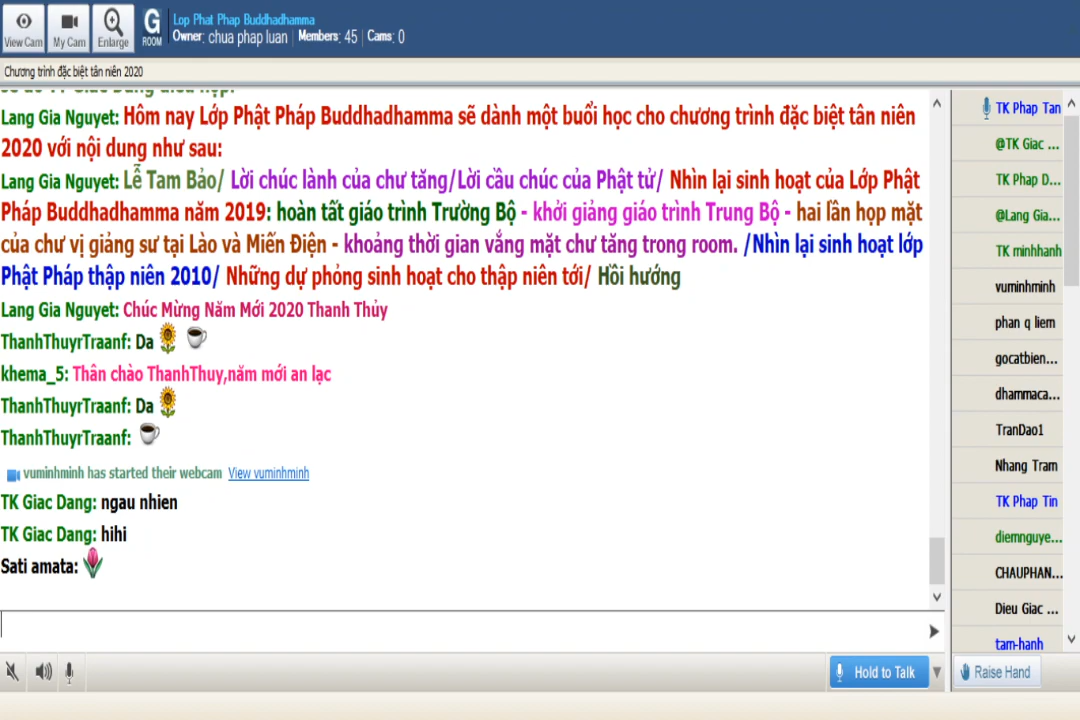 Lop Phat Phap Buddhadhamma
View Cam My Cam Enlarge G ROOM Owner: chua phap luan Members: 45 Cams: 0
Chương trình đặc biệt tân niên 2020
Lang Gia Nguyet: Hôm nay Lớp Phật Pháp Buddhadhamma sẽ dành một buổi học cho chương trình đặc biệt tân niên
2020 với nội dung như sau:
Lang Gia Nguyet: Lễ Tam Bảo/ Lời chúc lành của chư tăng/Lời cầu chúc của Phật tử/ Nhìn lại sinh hoạt của Lớp Phật
Pháp Buddhadhamma năm 2019: hoàn tất giáo trình Trường Bộ - khởi giảng giáo trình Trung Bộ - hai lần họp mặt
của chư vị giảng sư tại Lào và Miến Điện - khoảng thời gian vắng mặt chư tăng trong room. /Nhìn lại sinh hoạt lớp
Phật Pháp thập niên 2010/ Những dự phỏng sinh hoạt cho thập niên tới/ Hồi hướng
Lang Gia Nguyet: Chúc Mừng Năm Mới 2020 Thanh Thủy
ThanhThuyrTraanf: Da
khema_5: Thân chào ThanhThuy,năm mới an lạc
ThanhThuyrTraanf: Da
ThanhThuyrTraanf:
vuminhminh has started their webcam View vuminhminh
TK Giac Dang: ngau nhien
TK Giac Dang: hihi
Sati amata:
TK Phap Tan
@TK Giac ...
TK Phap D...
@Lang Gia...
TK minhhanh
vuminhminh
phan q liem
gocatbien...
dhammaca...
TranDao1
Nhang Tram
TK Phap Tin
diemnguye...
CHAUPHAN...
Dieu Giac ...
tam-hanh
Hold to Talk
Raise Hand